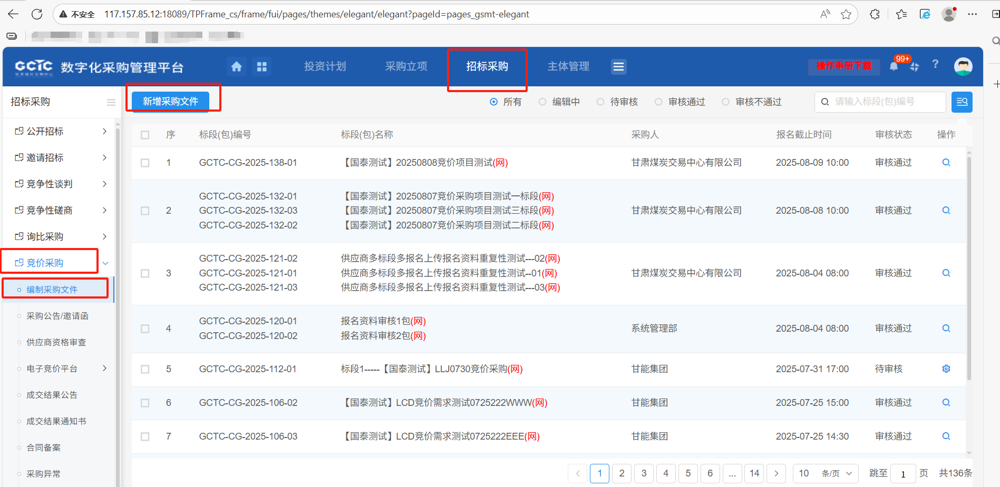 不安全 117.157.85.12:18089/TPFrame_cs/frame/fui/pages/themes/elegant/elegant?pageId=pages_gsmt-elegant
GCTC 数字化采购管理平台 投资计划 采购立项 招标采购 主体管理 操作手册下载 99+ ?
招标采购
新增采购文件 所有 编辑中 待审核 审核通过 审核不通过 请输入标段(包)编号
公开招标
邀请招标
竞争性谈判
竞争性磋商
询比采购
竞价采购
编制采购文件
采购公告/邀请函
供应商资格审查
电子竞价平台
成交结果公告
成交结果通知书
合同备案
采购异常
序 标段(包)编号 标段(包)名称 采购人 报名截止时间 审核状态 操作
1 GCTC-CG-2025-138-01 【国泰测试】20250808竞价项目测试(网) 甘肃煤炭交易中心有限公司 2025-08-09 10:00 审核通过
GCTC-CG-2025-132-01 【国泰测试】20250807竞价采购项目测试一标段(网)
2 GCTC-CG-2025-132-03 【国泰测试】20250807竞价采购项目测试三标段(网) 甘肃煤炭交易中心有限公司 2025-08-08 10:00 审核通过
GCTC-CG-2025-132-02 【国泰测试】20250807竞价采购项目测试二标段(网)
GCTC-CG-2025-121-02 供应商多标段多报名上传报名资料重复性测试---02(网)
3 GCTC-CG-2025-121-01 供应商多标段多报名上传报名资料重复性测试--01(网) 甘肃煤炭交易中心有限公司 2025-08-04 08:00 审核通过
GCTC-CG-2025-121-03 供应商多标段多报名上传报名资料重复性测试---03(网)
GCTC-CG-2025-120-01 报名资料审核1包(网)
4 系统管理部 2025-08-04 08:00 审核通过
GCTC-CG-2025-120-02 报名资料审核2包(网)
5 GCTC-CG-2025-112-01 标段1-----【国泰测试】LLJ0730竞价采购(网) 甘能集团 2025-07-31 17:00 待审核
6 GCTC-CG-2025-106-02 【国泰测试】LCD竞价需求测试0725222WWW(网) 甘能集团 2025-07-25 15:00 审核通过
7 GCTC-CG-2025-106-03 【国泰测试】LCD竞价需求测试0725222EEE(网) 甘能集团 2025-07-25 14:30 审核通过
1 2 3 4 5 6 ... 14 10 条/页 跳至 1 页 共136条